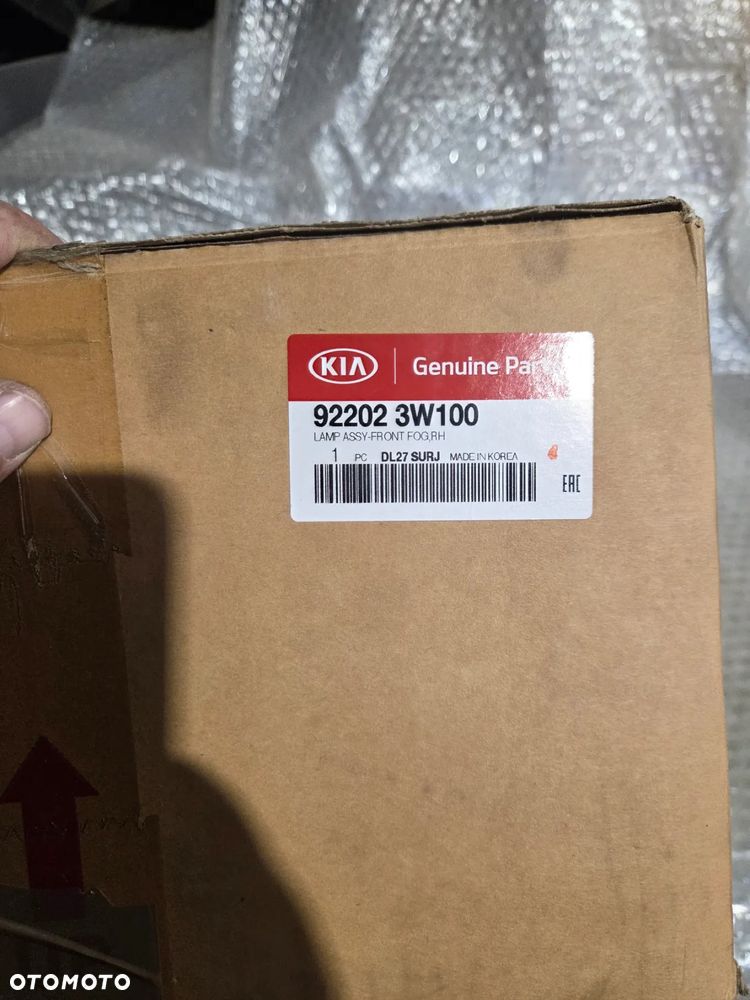 KIA Genuine Par
92202 3W100
LAMP ASSY-FRONT FOG,RH
1 PC DL27 SURJ MADE IN KOREA
EAC
OTOMOTO